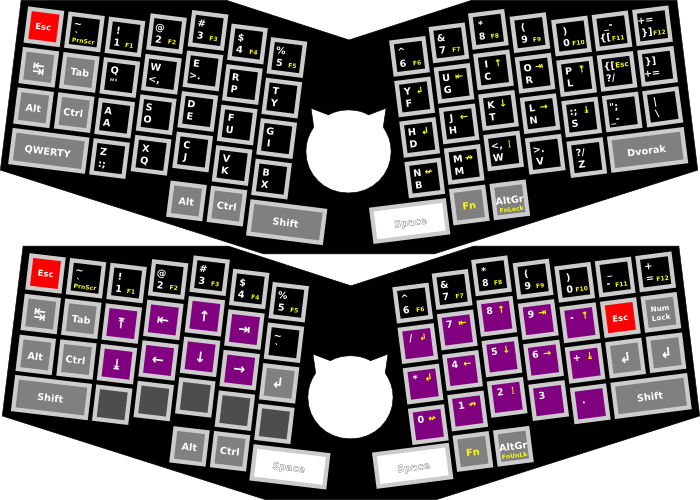 Esc ~ ` PrnScr ! 1 F1 @ 2 F2 # 3 F3 $ 4 F4 % 5 F5 ^ 6 F6 & 7 F7 * 8 F8 ( 9 F9 ) 0 F10 _ - {[ F11 += }] F12
↹ Tab Q '" W <, E >. R P T Y Y F ↲ U G ⇤ I C ↑ O R ⇥ P L ⤒ {[ Esc ?/ }] +=
Alt Ctrl A A S O D E F U G I H D ↲ J H ← K T ↓ L N → :; S ⤓ "; _- | \
QWERTY Z :; X Q C J V K B X N B M M <, W >. V ?/ Z Dvorak
Alt Ctrl Shift Space Fn AltGr FnLock
Esc ~ ` PrnScr ! 1 F1 @ 2 F2 # 3 F3 $ 4 F4 % 5 F5 ^ 6 F6 & 7 F7 * 8 F8 ( 9 F9 ) 0 F10 _ - F11 + = F12
↹ Tab ⤒ ⇤ ↑ ⇥ ~ ` / ↲ 7 ⇤ 8 ↑ 9 ⇥ - ⤒ Esc Num Lock
Alt Ctrl ⤓ ← ↓ → ↲ * ↲ 4 ← 5 ↓ 6 → + ⤓ ↲ ↲
Shift 0 1 2 3 . Shift
Alt Ctrl Space Space Fn AltGr FnUnLk